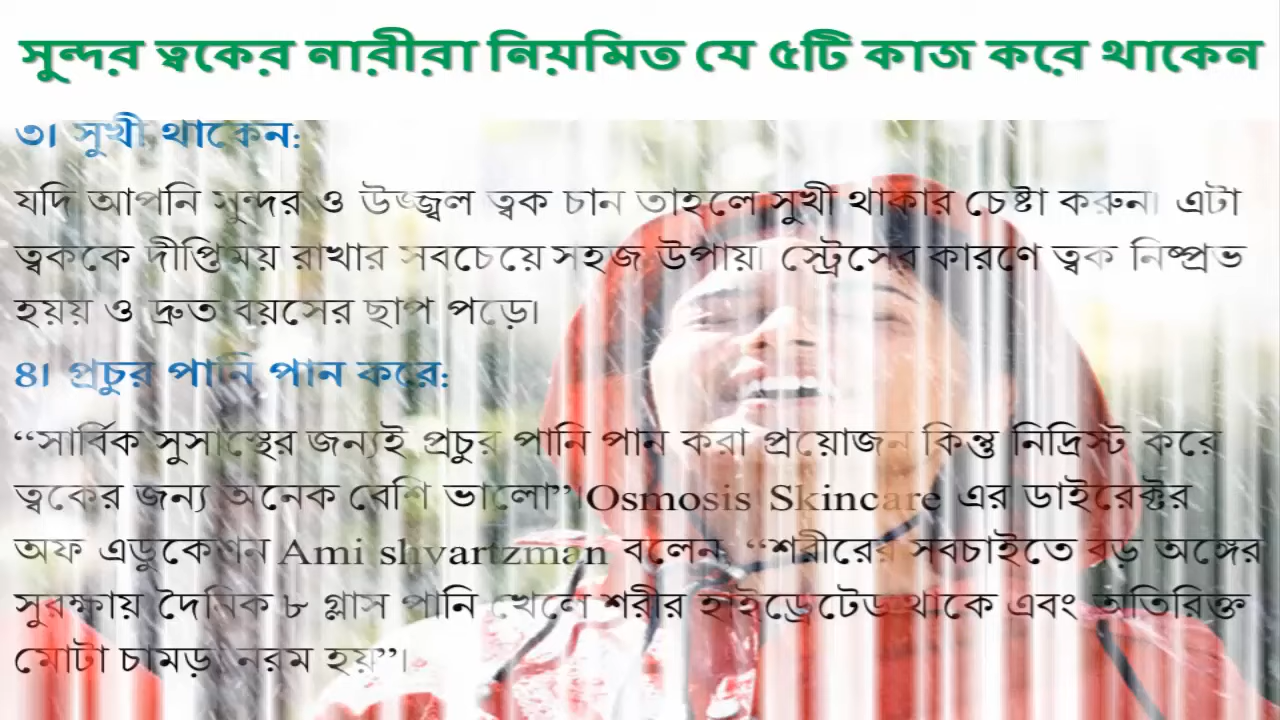 সুন্দর ত্বকের নারীরা নিয়মিত যে ৫টি কাজ করে থাকেন
৩। সুখী থাকেন:
যদি আপনি সুন্দর ও উজ্জ্বল ত্বক চান তাহলে সুখী থাকার চেষ্টা করুন। এটা
ত্বককে দীপ্তিময় রাখার সবচেয়ে সহজ উপায়। স্ট্রেসের কারণে ত্বক নিষ্প্রভ
হয়য় ও দ্রুত বয়সের ছাপ পড়ে।
৪। প্রচুর পানি পান করে:
“সার্বিক সুসাস্থের জন্যই প্রচুর পানি পান করা প্রয়োজন কিন্তু নিদ্রিস্ট করে
ত্বকের জন্য অনেক বেশি ভালো”।Osmosis Skincare এর ডাইরেক্টর
অফ এডুকেশন Ami shvartzman বলেন, “শরীরের সবচাইতে বড় অঙ্গের
সুরক্ষায় দৈনিক ৮ গ্লাস পানি খেলে শরীর হাইড্রেটেড থাকে এবং অতিরিক্ত
মোটা চামড়া নরম হয়”।